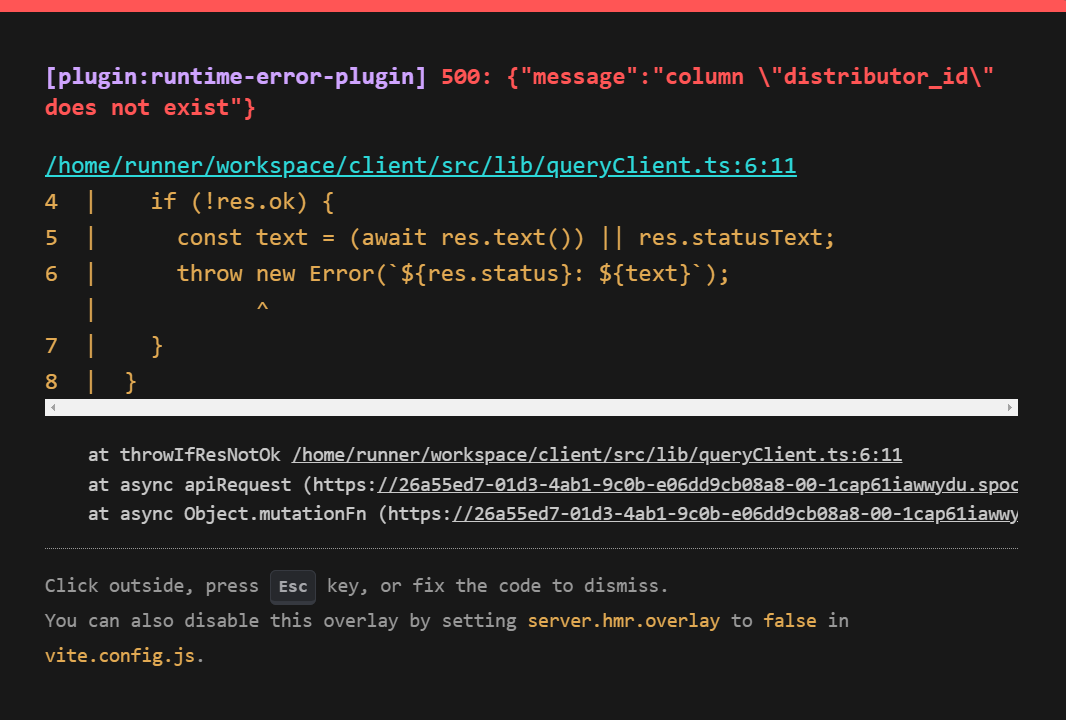 [plugin:runtime-error-plugin] 500: {"message":"column \"distributor_id\"
does not exist"}
/home/runner/workspace/client/src/lib/queryClient.ts:6:11
4  |    if (!res.ok) {
5  |      const text = (await res.text()) || res.statusText;
6  |      throw new Error(`${res.status}: ${text}`);
   |            ^
7  |    }
8  |  }
at throwIfResNotOk /home/runner/workspace/client/src/lib/queryClient.ts:6:11
at async apiRequest (https://26a55ed7-01d3-4ab1-9c0b-e06dd9cb08a8-00-1cap61iawwydu.spoc
at async Object.mutationFn (https://26a55ed7-01d3-4ab1-9c0b-e06dd9cb08a8-00-1cap61iawwy
Click outside, press Esc key, or fix the code to dismiss.
You can also disable this overlay by setting server.hmr.overlay to false in
vite.config.js.